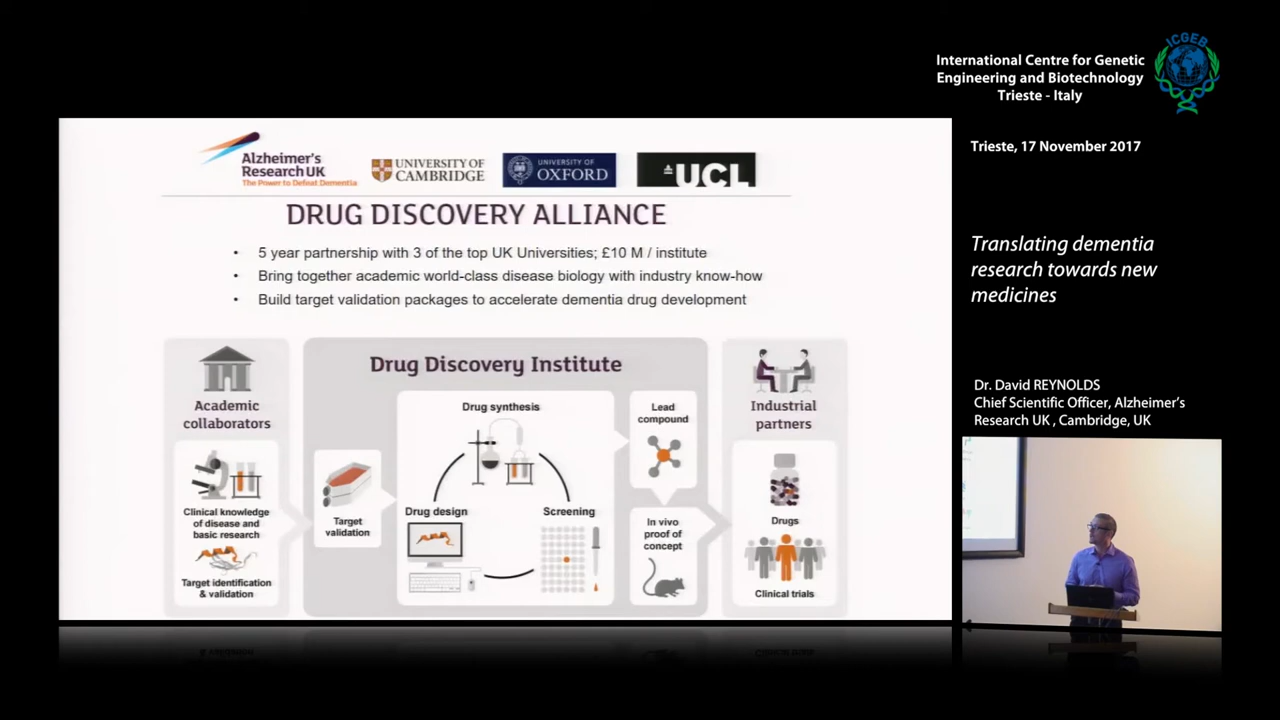 ICGEB
International Centre for Genetic
Engineering and Biotechnology
Trieste - Italy
Trieste, 17 November 2017
Translating dementia
research towards new
medicines
Dr. David REYNOLDS
Chief Scientific Officer, Alzheimer's
Research UK , Cambridge, UK
Alzheimer's
Research UK
The Power to Defeat Dementia
UNIVERSITY OF
CAMBRIDGE
UNIVERSITY OF
OXFORD
UCL
DRUG DISCOVERY ALLIANCE
• 5 year partnership with 3 of the top UK Universities; £10 M / institute
• Bring together academic world-class disease biology with industry know-how
• Build target validation packages to accelerate dementia drug development
Academic
collaborators
Clinical knowledge
of disease and
basic research
Target identification
& validation
Drug Discovery Institute
Target
validation
Drug synthesis
Drug design
Screening
Lead
compound
In vivo
proof of
concept
Industrial
partners
Drugs
Clinical trials